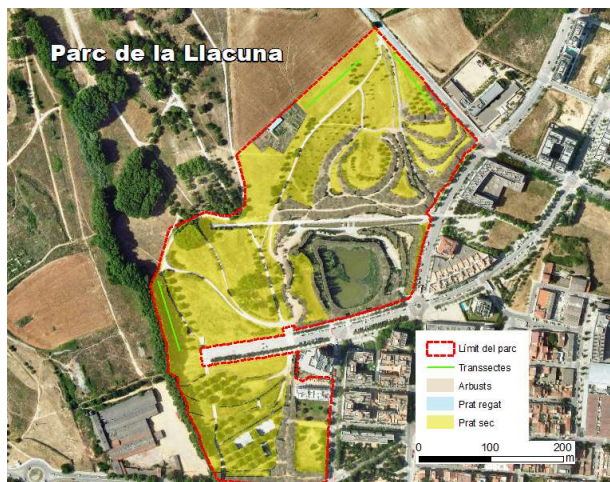 Parc de la Llacuna
Límit del parc
Transsectes
Arbusts
Prat regat
Prat sec
0 100 200
m